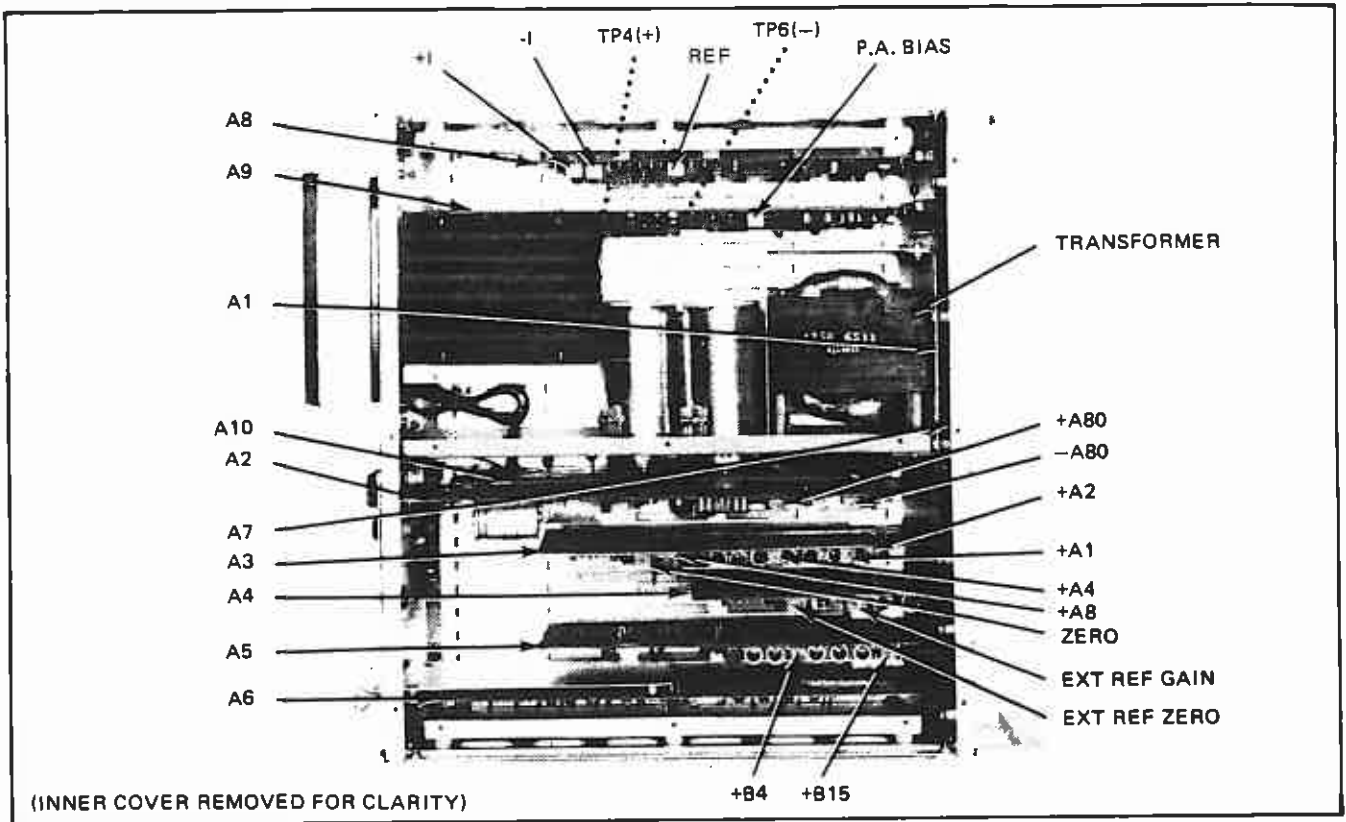 +I
-I
TP4(+)
REF
TP6(—)
P.A. BIAS
A8
A9
A1
A10
A2
A7
A3
A4
A5
A6
TRANSFORMER
+A80
—A80
+A2
+A1
+A4
+A8
ZERO
EXT REF GAIN
EXT REF ZERO
+B4
+B15
(INNER COVER REMOVED FOR CLARITY)